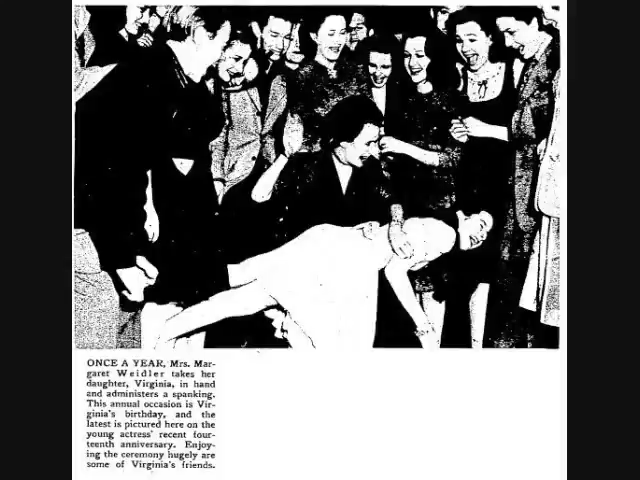 ONCE A YEAR, Mrs. Mar-
garet Weidler takes her
daughter, Virginia, in hand
and administers a spanking.
This annual occasion is Vir-
ginia's birthday, and the
latest is pictured here on the
young actress' recent four-
teenth anniversary. Enjoy-
ing the ceremony hugely are
some of Virginia's friends.